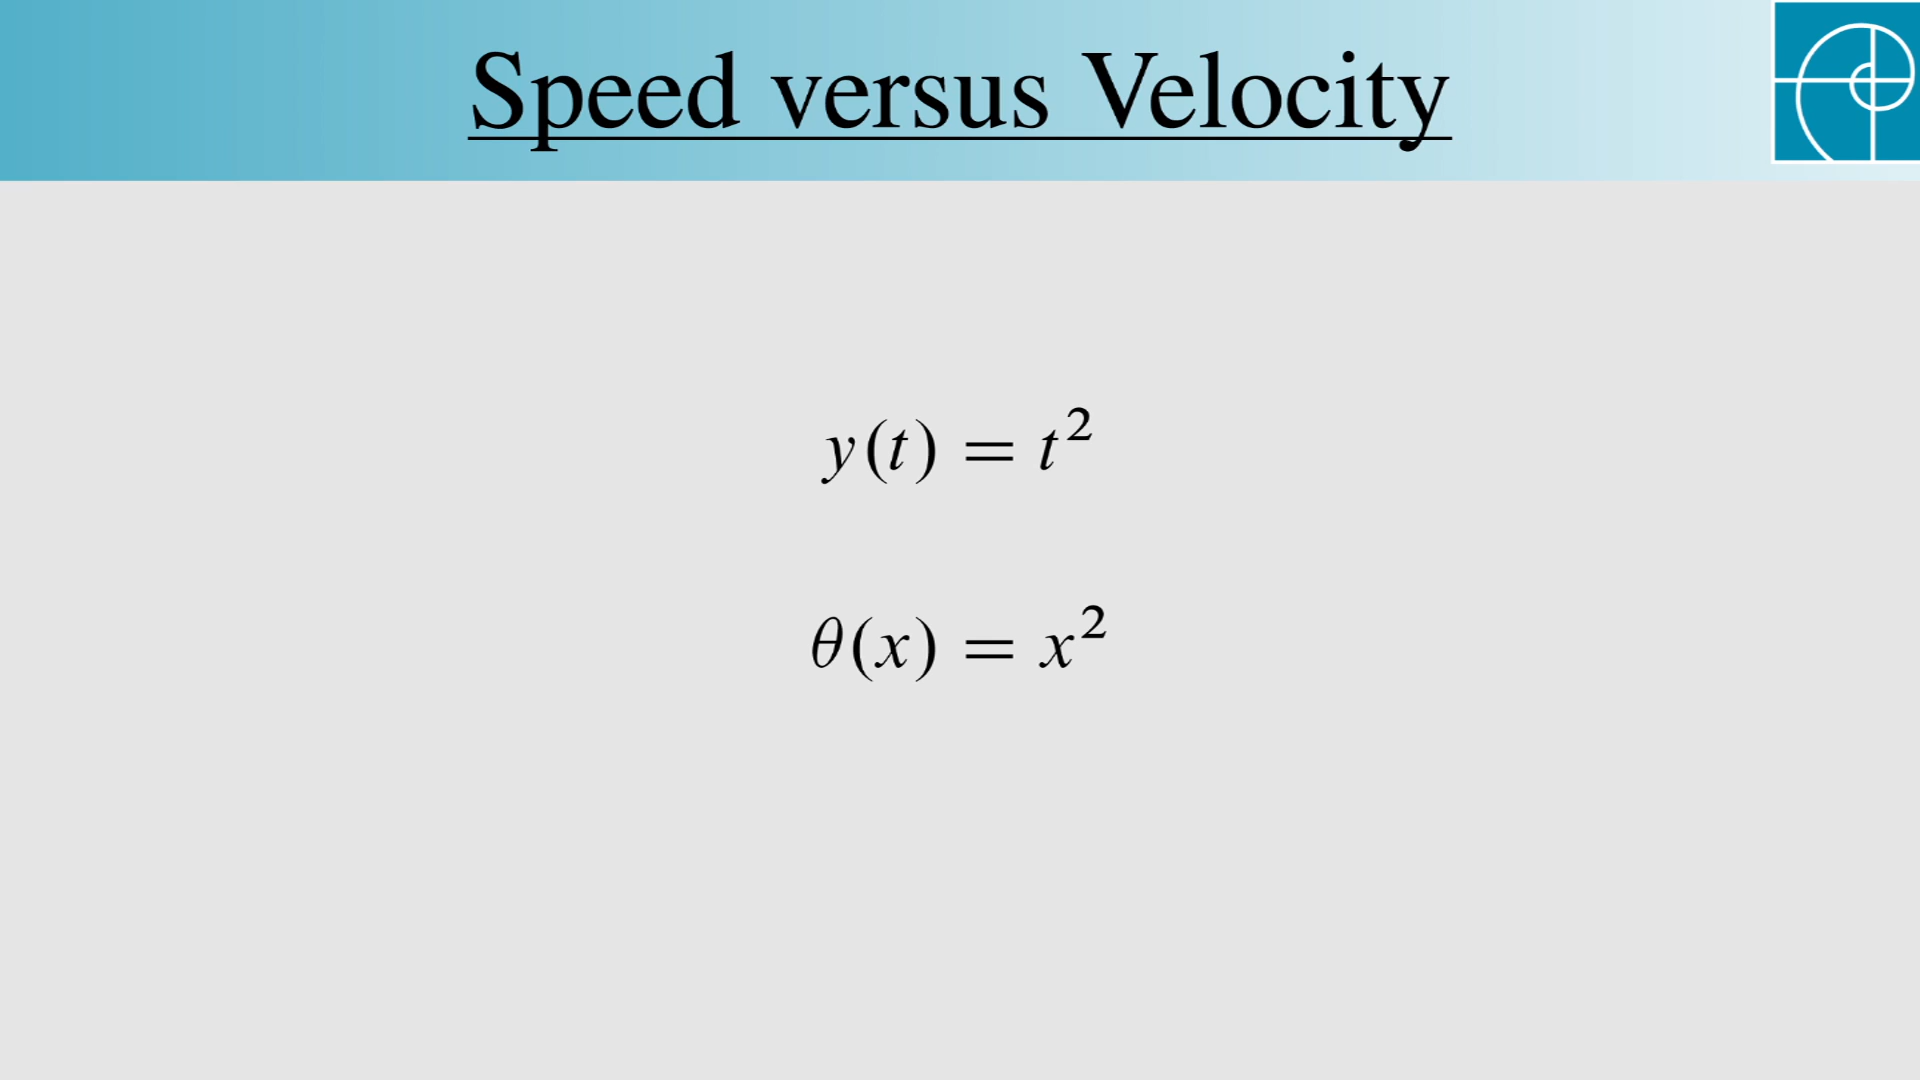 Speed versus Velocity
y(t) = t²
θ(x) = x²